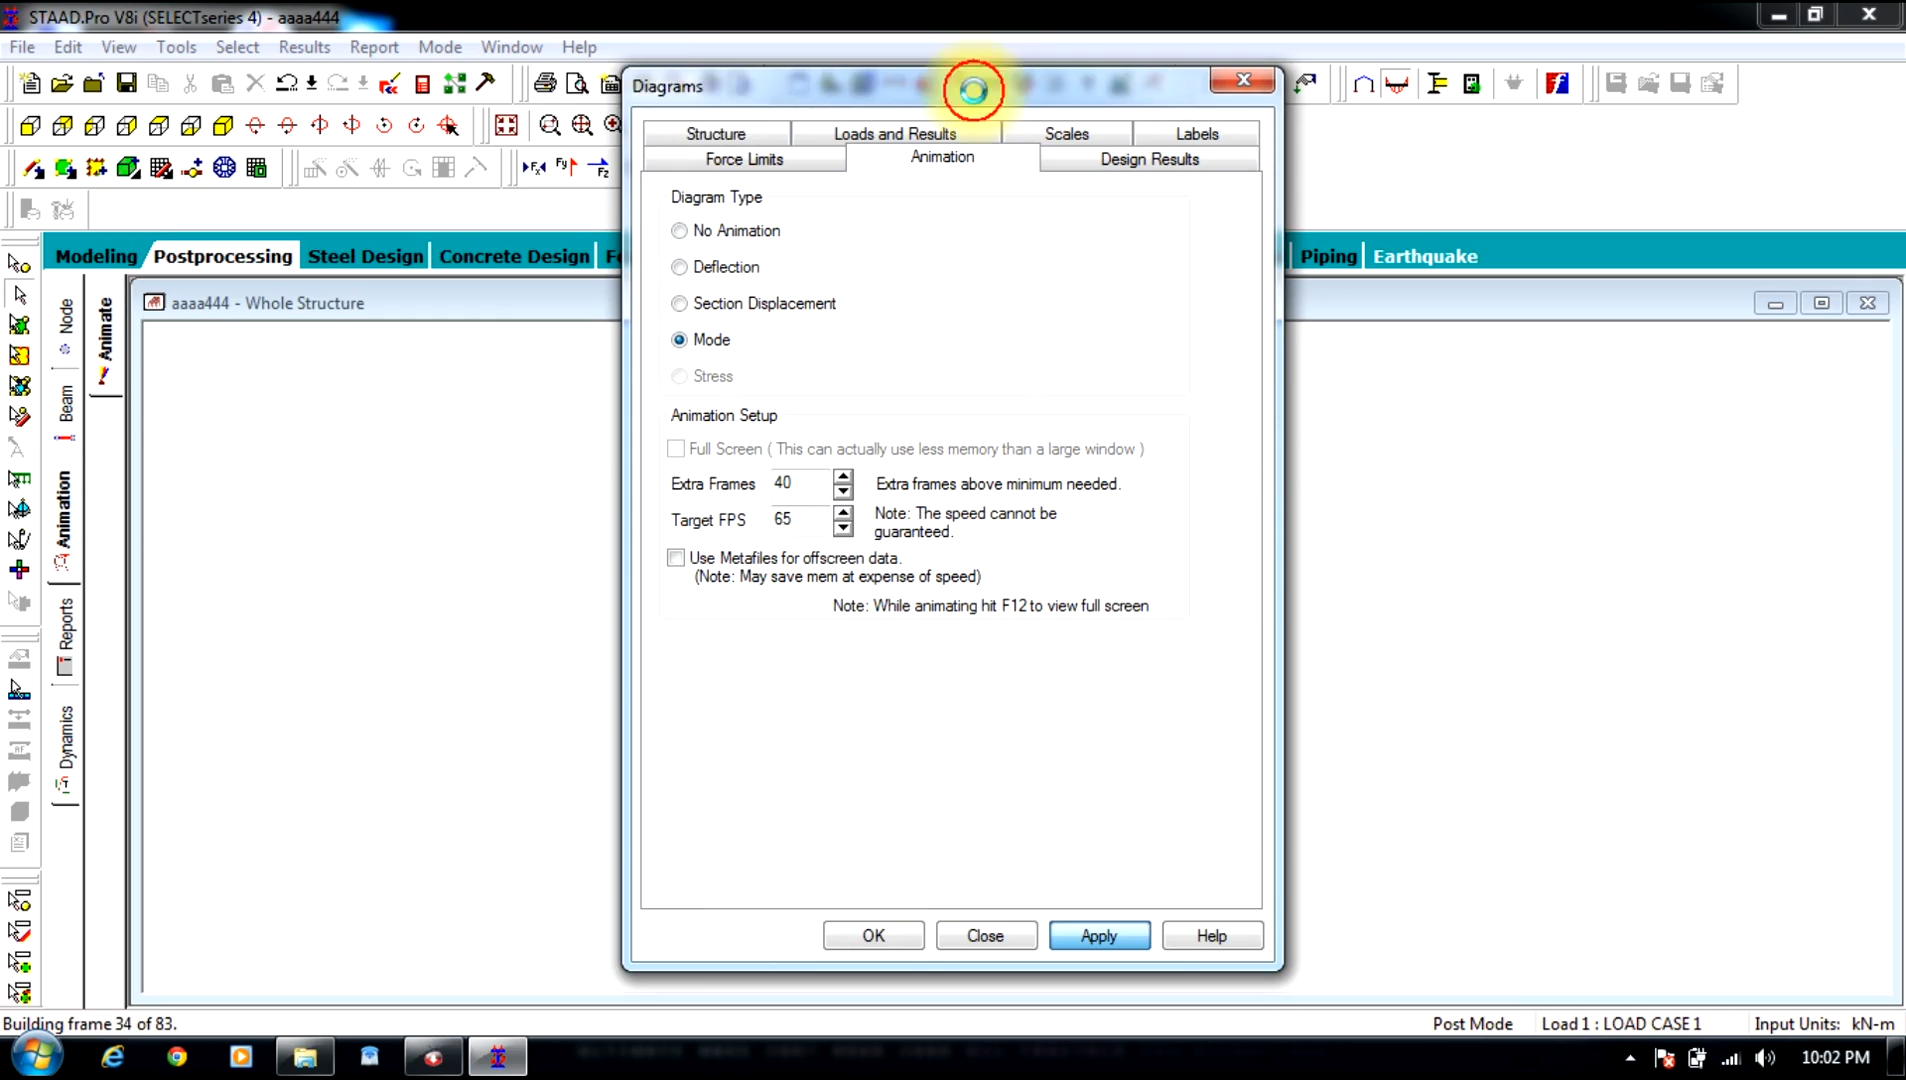 STAAD.Pro V8i (SELECTseries 4) - aaaa444
File Edit View Tools Select Results Report Mode Window Help
Diagrams
Structure Loads and Results Scales Labels
Force Limits Animation Design Results
Diagram Type
No Animation
Deflection
Section Displacement
Mode
Stress
Animation Setup
Full Screen ( This can actually use less memory than a large window )
Extra Frames 40 Extra frames above minimum needed.
Target FPS 65 Note: The speed cannot be
guaranteed.
Use Metafiles for offscreen data.
(Note: May save mem at expense of speed)
Note: While animating hit F12 to view full screen
OK Close Apply Help
Modeling Postprocessing Steel Design Concrete Design Piping Earthquake
aaaa444 - Whole Structure
Node
Beam
Animation
Reports
Dynamics
Animate
Building frame 34 of 83.
Post Mode Load 1 : LOAD CASE 1 Input Units: kN-m
10:02 PM